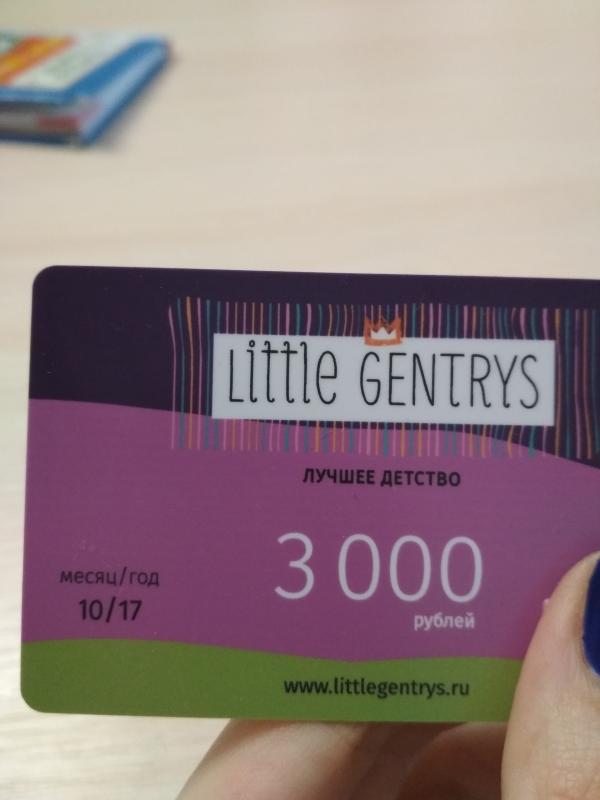 Little GENTRYS
ЛУЧШЕЕ ДЕТСТВО
3 000
рублей
месяц/год
10/17
www.littlegentrys.ru